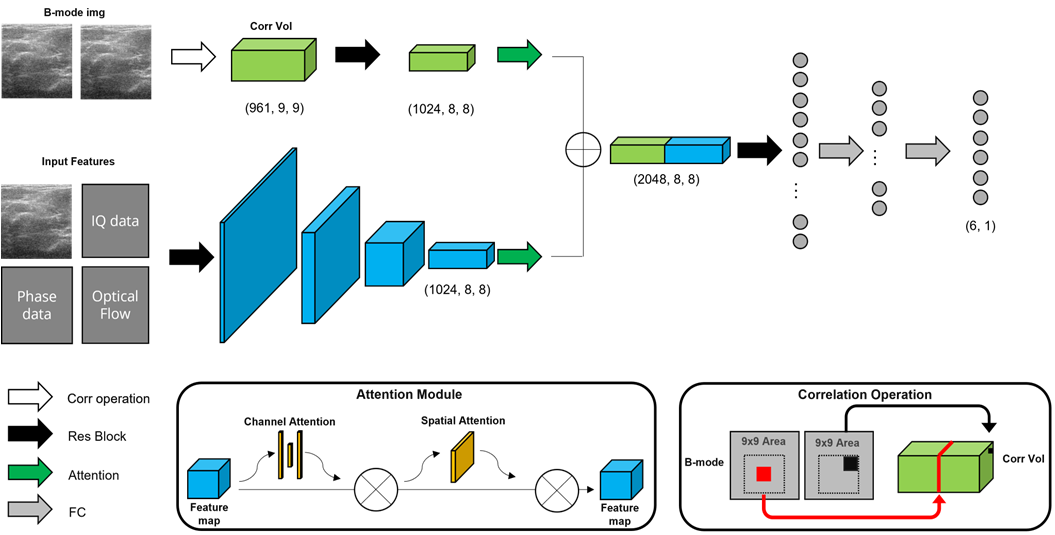 B-mode img
Corr Vol
(961, 9, 9)
(1024, 8, 8)
Input Features
IQ data
Phase
data
Optical
Flow
(1024, 8, 8)
(2048, 8, 8)
(6, 1)
Corr operation
Res Block
Attention
FC
Attention Module
Channel Attention
Spatial Attention
Feature
map
Feature
map
Correlation Operation
9x9 Area
9x9 Area
B-mode
Corr Vol